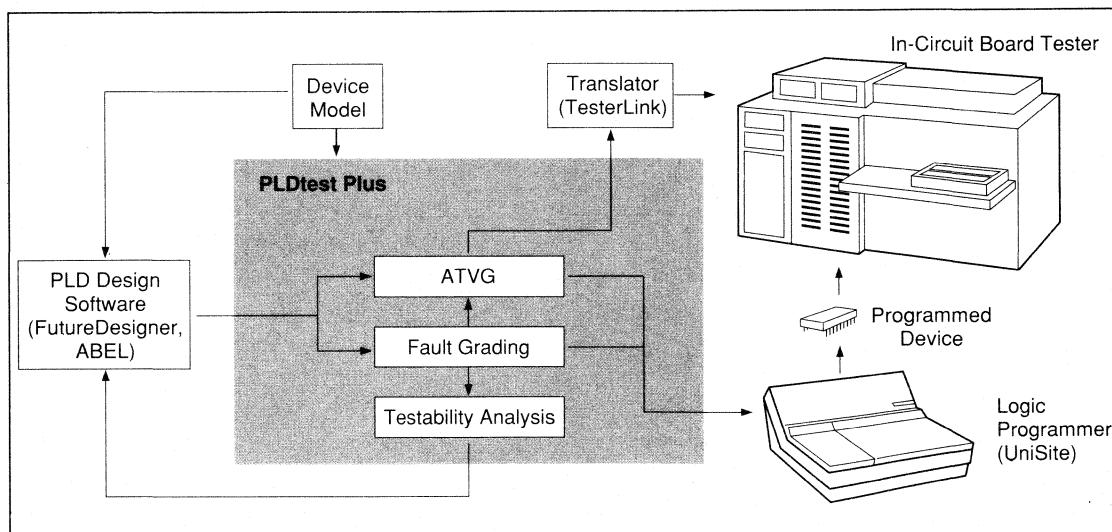 In-Circuit Board Tester
Device
Model
Translator
(TesterLink)
PLDtest Plus
PLD Design
Software
(FutureDesigner,
ABEL)
ATVG
Fault Grading
Testability Analysis
Programmed
Device
Logic
Programmer
(UniSite)